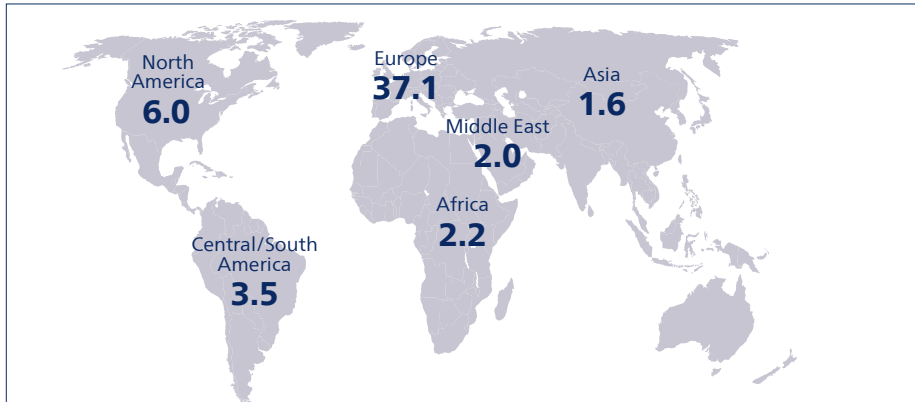 North
America
6.0
Europe
37.1
Asia
1.6
Middle East
2.0
Africa
2.2
Central/South
America
3.5